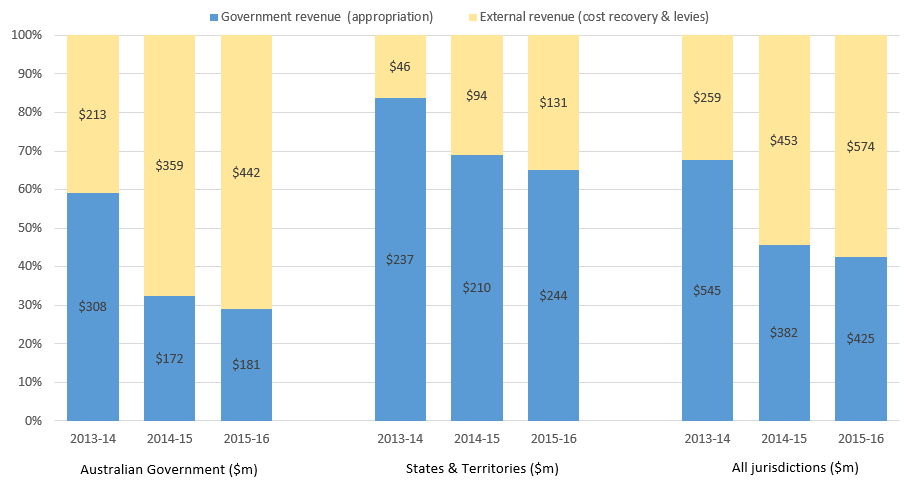 Government revenue (appropriation) External revenue (cost recovery & levies)
100%
90%
80%
70%
60%
50%
40%
30%
20%
10%
0%
$213 $359 $442
$308 $172 $181
$46 $94 $131
$237 $210 $244
$259 $453 $574
$545 $382 $425
2013-14 2014-15 2015-16 2013-14 2014-15 2015-16 2013-14 2014-15 2015-16
Australian Government ($m) States & Territories ($m) All jurisdictions ($m)